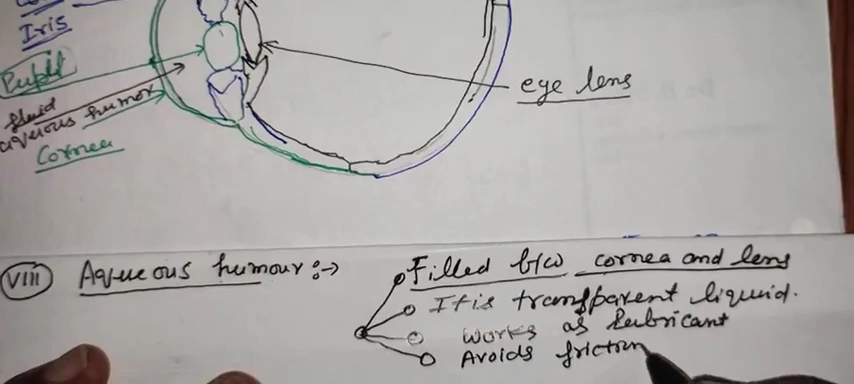 Iris
Pupil
fluid
aqueous humor
Cornea
eye lens
(VIII) Aqueous humour :→
Filled b/w cornea and lens
It is transparent liquid.
Works as lubricant
Avoids friction